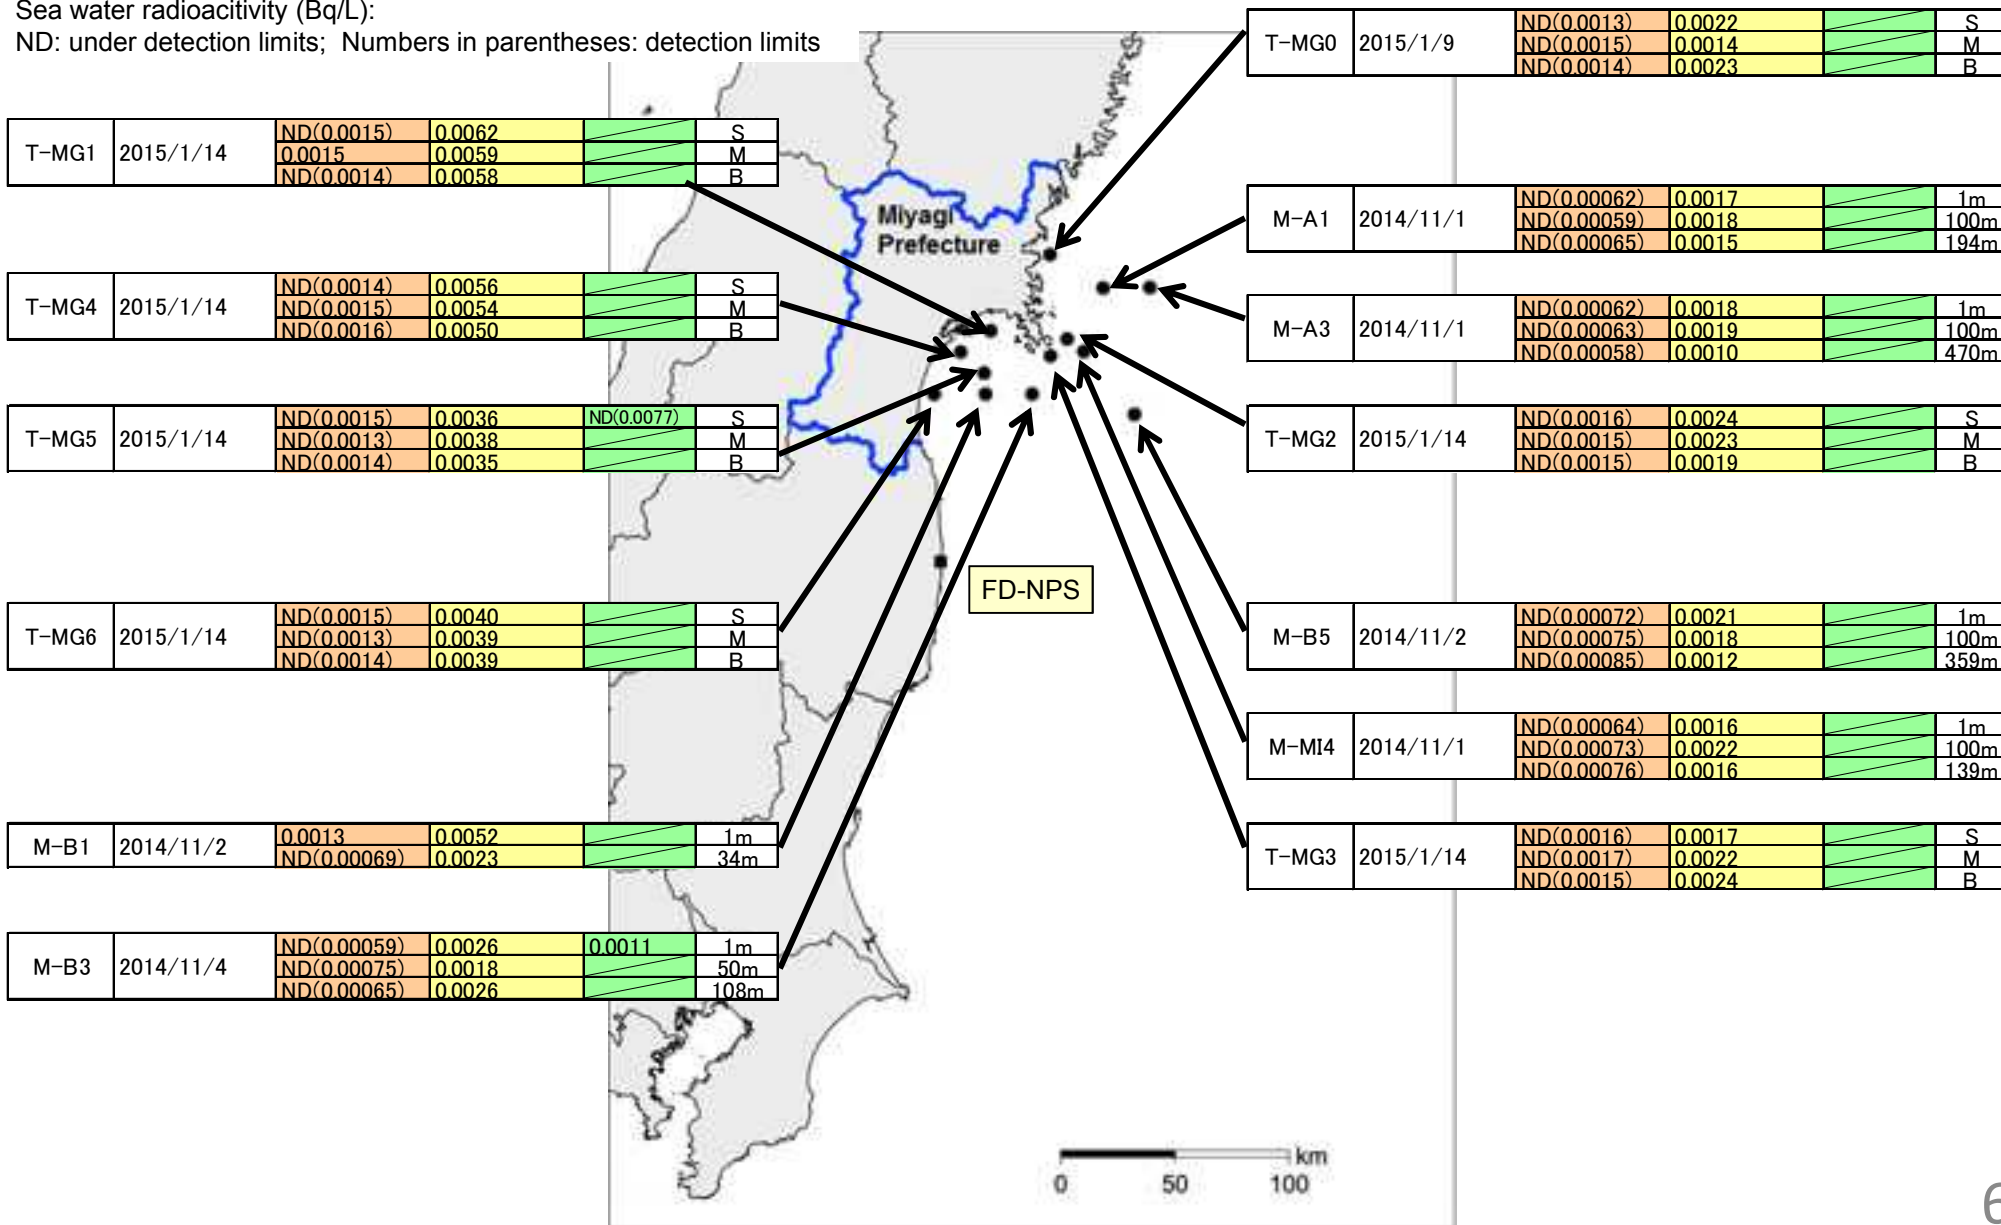 Sea water radioacitivity (Bq/L):
ND: under detection limits; Numbers in parentheses: detection limits
T-MG0 2015/1/9
ND(0.0013) 0.0022 S
ND(0.0015) 0.0014 M
ND(0.0014) 0.0023 B
T-MG1 2015/1/14
ND(0.0015) 0.0062 S
0.0015 0.0059 M
ND(0.0014) 0.0058 B
Miyagi
Prefecture
M-A1 2014/11/1
ND(0.00062) 0.0017 1m
ND(0.00059) 0.0018 100m
ND(0.00065) 0.0015 194m
T-MG4 2015/1/14
ND(0.0014) 0.0056 S
ND(0.0015) 0.0054 M
ND(0.0016) 0.0050 B
M-A3 2014/11/1
ND(0.00062) 0.0018 1m
ND(0.00063) 0.0019 100m
ND(0.00058) 0.0010 470m
T-MG5 2015/1/14
ND(0.0015) 0.0036 ND(0.0077) S
ND(0.0013) 0.0038 M
ND(0.0014) 0.0035 B
T-MG2 2015/1/14
ND(0.0016) 0.0024 S
ND(0.0015) 0.0023 M
ND(0.0015) 0.0019 B
FD-NPS
T-MG6 2015/1/14
ND(0.0015) 0.0040 S
ND(0.0013) 0.0039 M
ND(0.0014) 0.0039 B
M-B5 2014/11/2
ND(0.00072) 0.0021 1m
ND(0.00075) 0.0018 100m
ND(0.00085) 0.0012 359m
M-MI4 2014/11/1
ND(0.00064) 0.0016 1m
ND(0.00073) 0.0022 100m
ND(0.00076) 0.0016 139m
M-B1 2014/11/2
0.0013 0.0052 1m
ND(0.00069) 0.0023 34m
T-MG3 2015/1/14
ND(0.0016) 0.0017 S
ND(0.0017) 0.0022 M
ND(0.0015) 0.0024 B
M-B3 2014/11/4
ND(0.00059) 0.0026 0.0011 1m
ND(0.00075) 0.0018 50m
ND(0.00065) 0.0026 108m
km
0 50 100
6